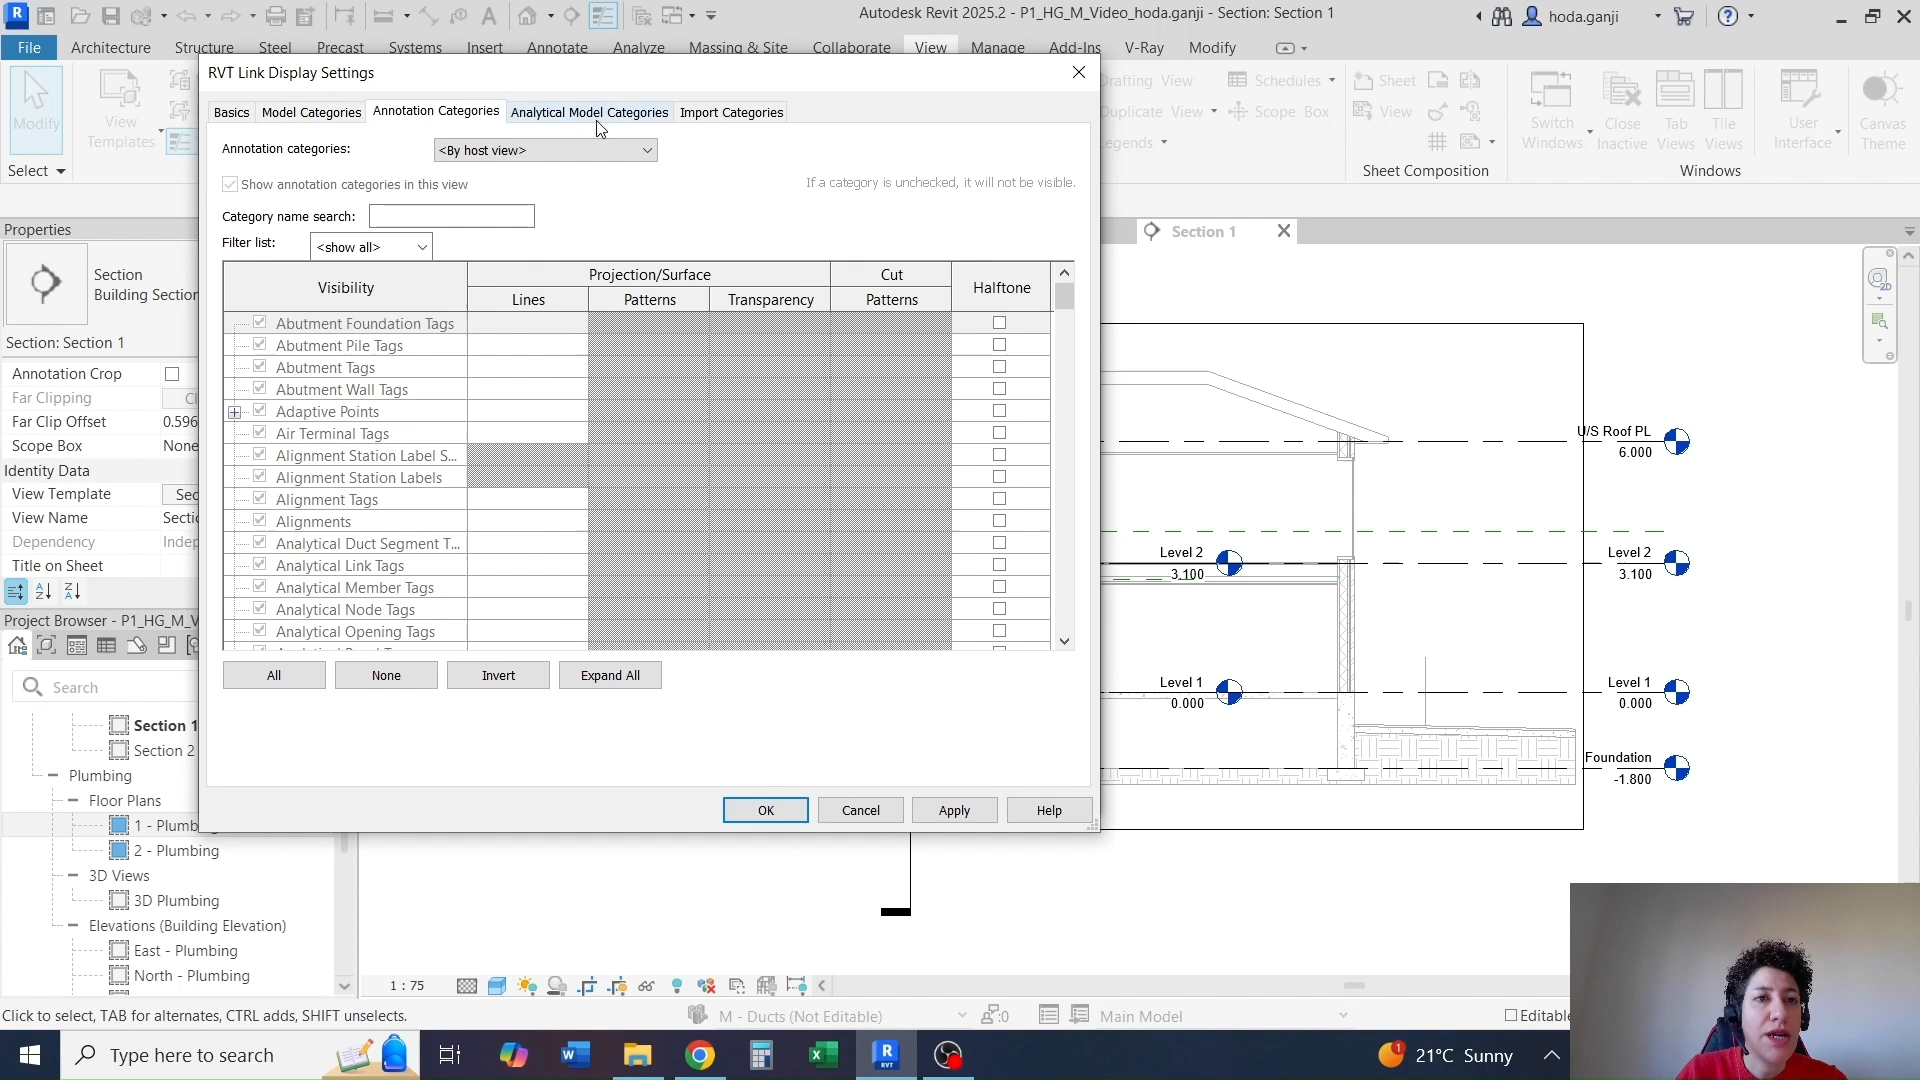 Autodesk Revit 2025.2 - P1_HG_M_Video_hoda.ganji - Section: Section 1
hoda.ganji
File
Architecture
Structure
Steel
Precast
Systems
Insert
Annotate
Analyze
Massing & Site
Collaborate
View
Manage
Add-Ins
V-Ray
Modify
Modify
Select
View
Templates
Drafting View
Duplicate View
Legends
Schedules
Scope Box
Sheet
View
Sheet Composition
Switch
Windows
Close
Inactive
Tab
Views
Tile
Views
User
Interface
Canvas
Theme
Windows
RVT Link Display Settings
Basics
Model Categories
Annotation Categories
Analytical Model Categories
Import Categories
Annotation categories:
<By host view>
Show annotation categories in this view
If a category is unchecked, it will not be visible.
Category name search:
Filter list:
<show all>
Visibility
Projection/Surface
Cut
Halftone
Lines
Patterns
Transparency
Patterns
Abutment Foundation Tags
Abutment Pile Tags
Abutment Tags
Abutment Wall Tags
Adaptive Points
Air Terminal Tags
Alignment Station Label S...
Alignment Station Labels
Alignment Tags
Alignments
Analytical Duct Segment T...
Analytical Link Tags
Analytical Member Tags
Analytical Node Tags
Analytical Opening Tags
All
None
Invert
Expand All
OK
Cancel
Apply
Help
Properties
Section
Building Section
Section: Section 1
Annotation Crop
Far Clipping
Far Clip Offset
0.596
Scope Box
None
Identity Data
View Template
Sec
View Name
Secti
Dependency
Indep
Title on Sheet
Project Browser - P1_HG_M_V
Search
Section 1
Section 2
Plumbing
Floor Plans
1 - Plumb
2 - Plumbing
3D Views
3D Plumbing
Elevations (Building Elevation)
East - Plumbing
North - Plumbing
Section 1
U/S Roof PL
6.000
Level 2
3.100
Level 2
3.100
Level 1
0.000
Level 1
0.000
Foundation
-1.800
1 : 75
Click to select, TAB for alternates, CTRL adds, SHIFT unselects.
M - Ducts (Not Editable)
:0
Main Model
Editable
Type here to search
21°C Sunny